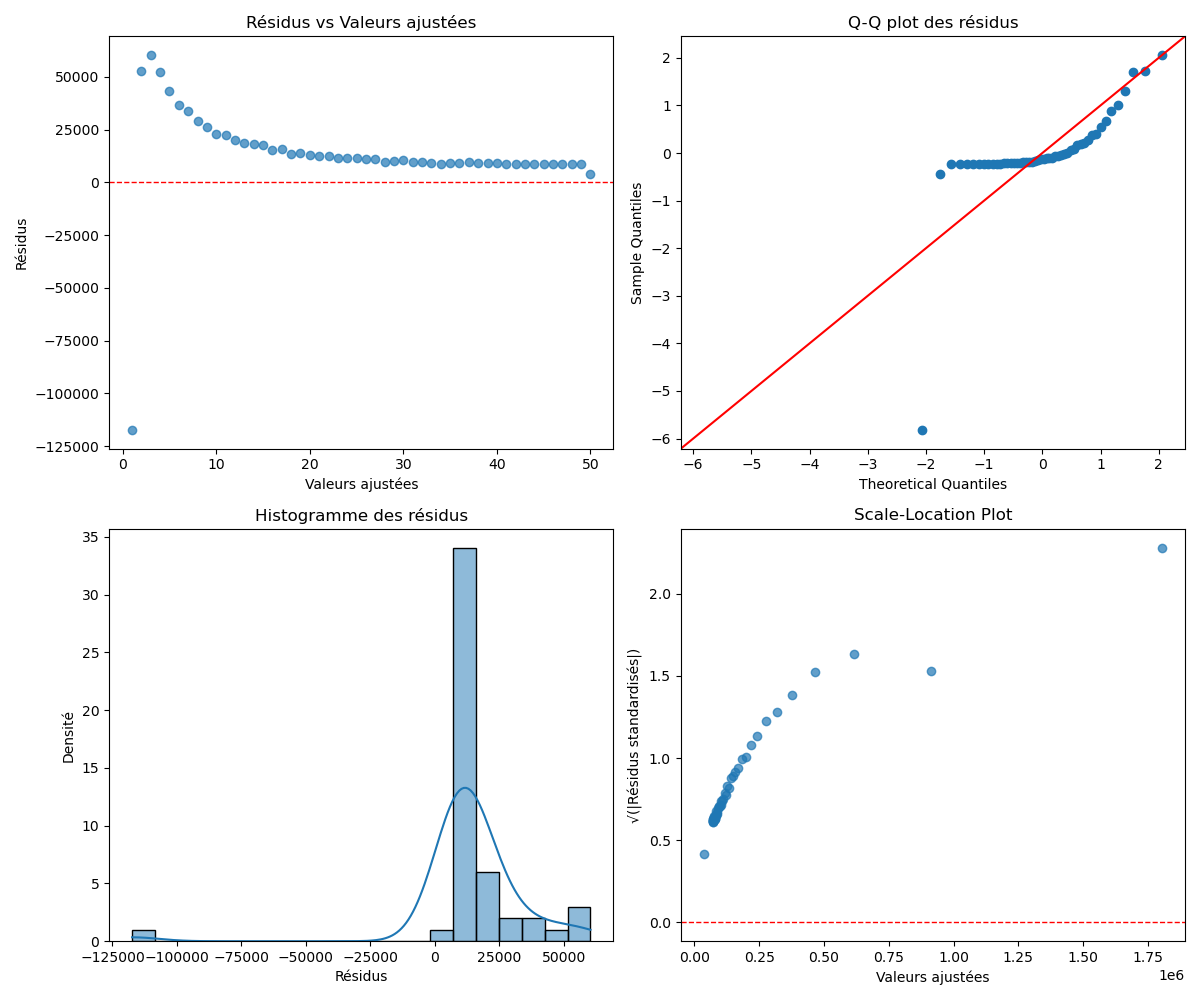 Résidus vs Valeurs ajustées
50000
25000
0
−25000
−50000
−75000
−100000
−125000
Résidus
0 10 20 30 40 50
Valeurs ajustées
Q-Q plot des résidus
2
1
0
−1
−2
−3
−4
−5
−6
Sample Quantiles
−6 −5 −4 −3 −2 −1 0 1 2
Theoretical Quantiles
Histogramme des résidus
35
30
25
20
15
10
5
0
Densité
−125000 −100000 −75000 −50000 −25000 0 25000 50000
Résidus
Scale-Location Plot
2.0
1.5
1.0
0.5
0.0
√(|Résidus standardisés|)
0.00 0.25 0.50 0.75 1.00 1.25 1.50 1.75
1e6
Valeurs ajustées